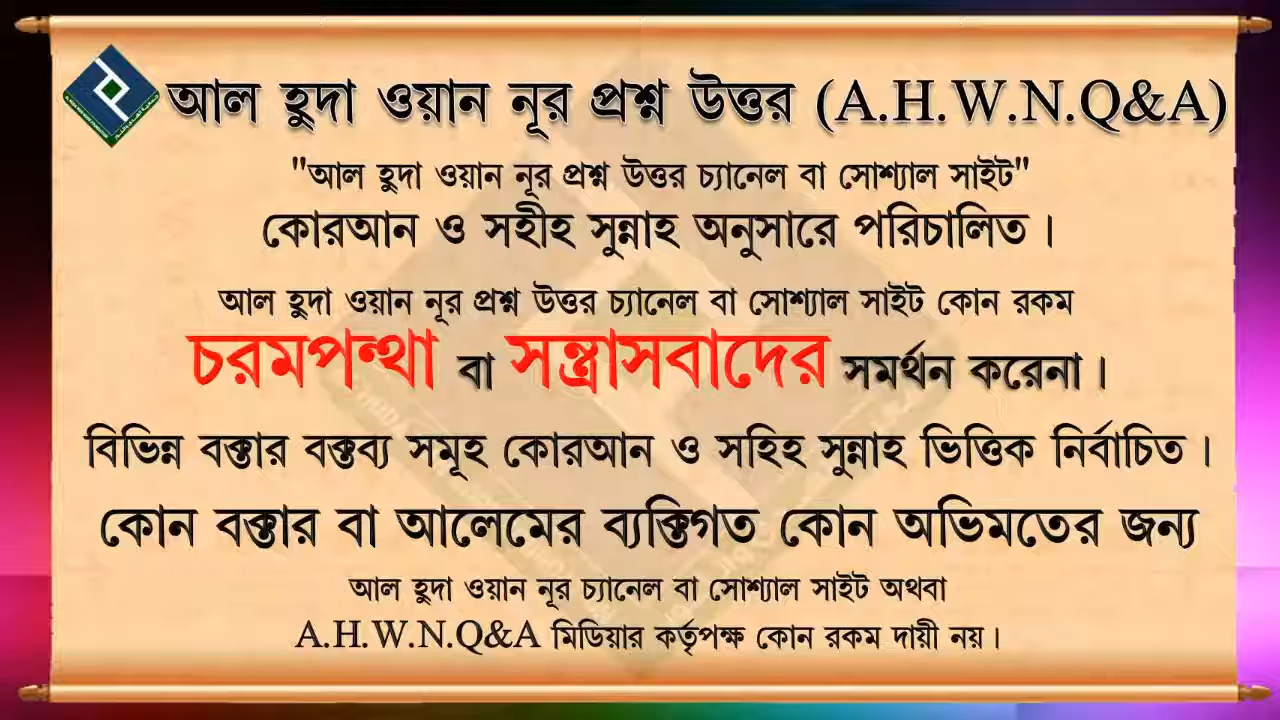 আল হুদা ওয়ান নূর প্রশ্ন উত্তর (A.H.W.N.Q&A)
"আল হুদা ওয়ান নূর প্রশ্ন উত্তর চ্যানেল বা সোশ্যাল সাইট"
কোরআন ও সহীহ সুন্নাহ অনুসারে পরিচালিত।
আল হুদা ওয়ান নূর প্রশ্ন উত্তর চ্যানেল বা সোশ্যাল সাইট কোন রকম
চরমপন্থা বা সন্ত্রাসবাদের সমর্থন করেনা।
বিভিন্ন বক্তার বক্তব্য সমূহ কোরআন ও সহিহ সুন্নাহ ভিত্তিক নির্বাচিত।
কোন বক্তার বা আলেমের ব্যক্তিগত কোন অভিমতের জন্য
আল হুদা ওয়ান নূর চ্যানেল বা সোশ্যাল সাইট অথবা
A.H.W.N.Q&A মিডিয়ার কর্তৃপক্ষ কোন রকম দায়ী নয়।